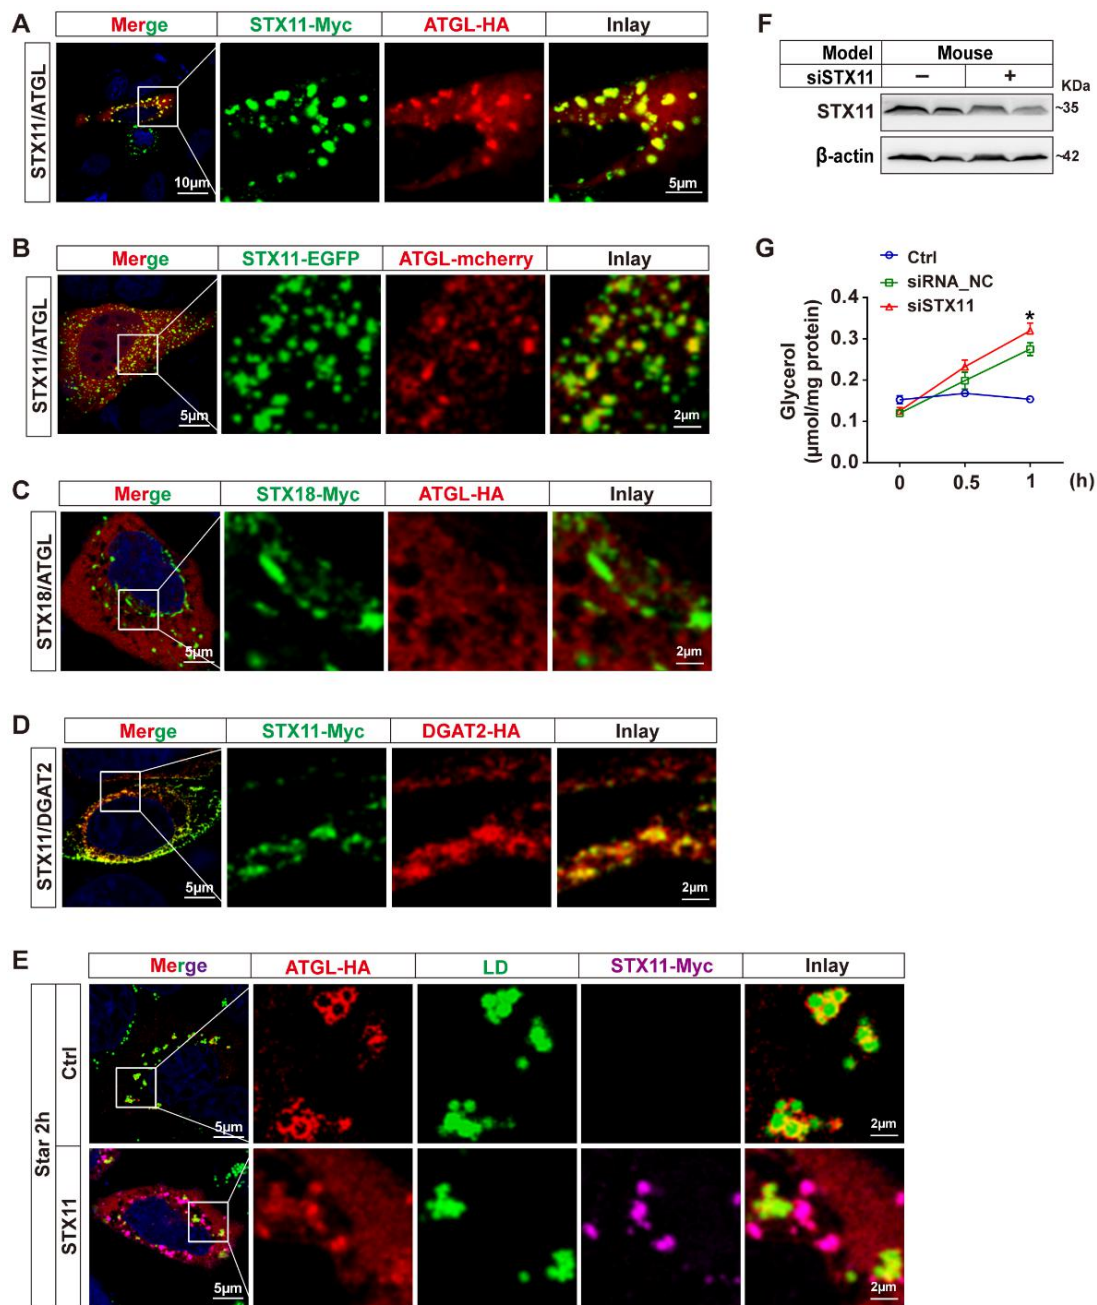 A
Merge STX11-Myc ATGL-HA Inlay
STX11/ATGL
10μm 5μm
B
Merge STX11-EGFP ATGL-mcherry Inlay
STX11/ATGL
5μm 2μm
C
Merge STX18-Myc ATGL-HA Inlay
STX18/ATGL
5μm 2μm
D
Merge STX11-Myc DGAT2-HA Inlay
STX11/DGAT2
5μm 2μm
E
Merge ATGL-HA LD STX11-Myc Inlay
Star 2h
Ctrl
5μm 2μm
STX11
5μm 2μm
F
Model Mouse
siSTX11 − + KDa
STX11 ~35
β-actin ~42
G
Ctrl
siRNA_NC
siSTX11
Glycerol
(μmol/mg protein)
0.4
0.3
0.2
0.1
0.0
*
0 0.5 1 (h)